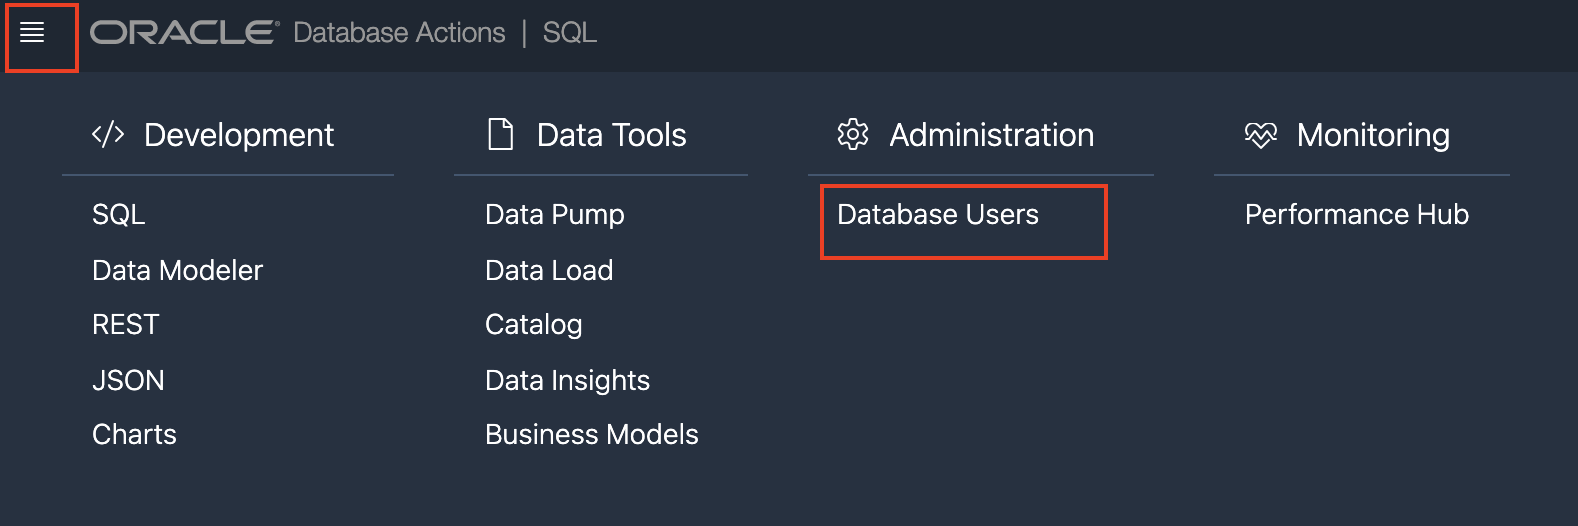 ORACLE® Database Actions | SQL
Development
SQL
Data Modeler
REST
JSON
Charts
Data Tools
Data Pump
Data Load
Catalog
Data Insights
Business Models
Administration
Database Users
Monitoring
Performance Hub